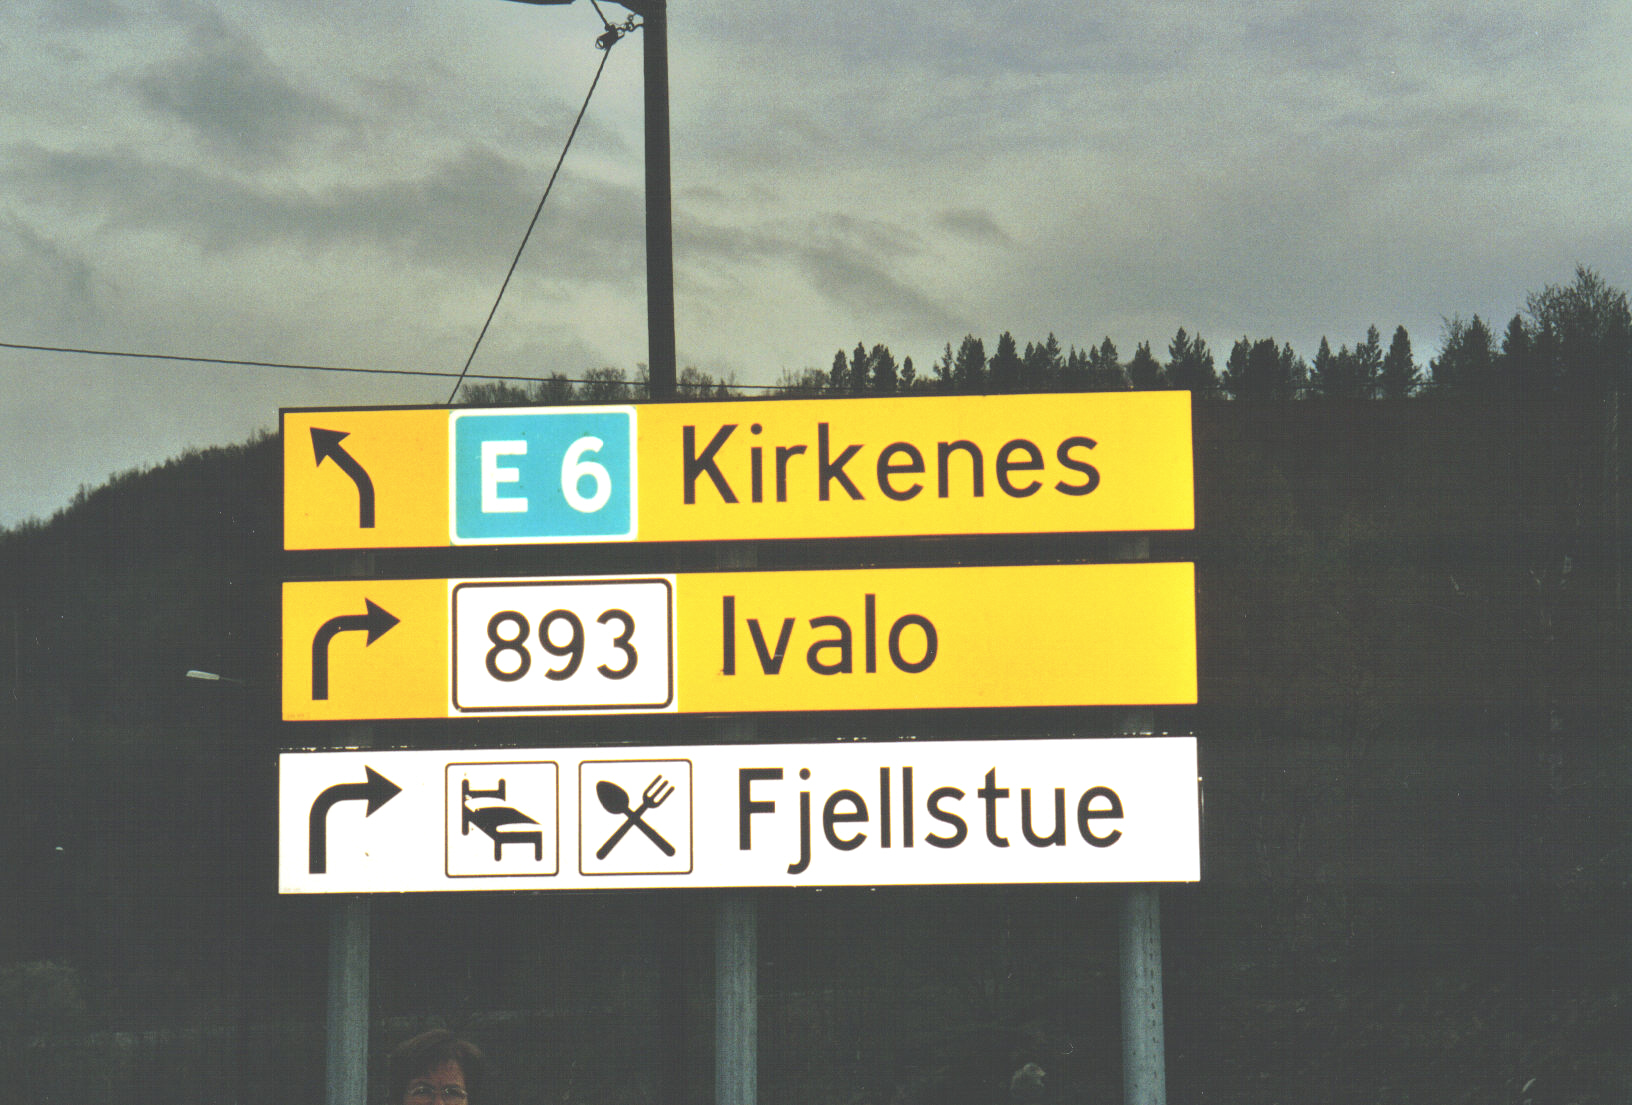 E 6 Kirkenes
893 Ivalo
Fjellstue